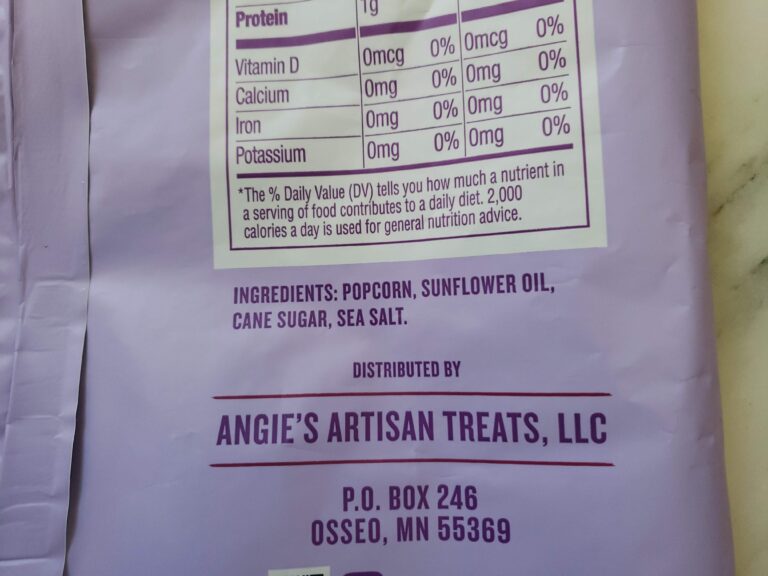 Protein 1g
Vitamin D 0mcg 0% 0mcg 0%
Calcium 0mg 0% 0mg 0%
Iron 0mg 0% 0mg 0%
Potassium 0mg 0% 0mg 0%
*The % Daily Value (DV) tells you how much a nutrient in
a serving of food contributes to a daily diet. 2,000
calories a day is used for general nutrition advice.
INGREDIENTS: POPCORN, SUNFLOWER OIL,
CANE SUGAR, SEA SALT.
DISTRIBUTED BY
ANGIE'S ARTISAN TREATS, LLC
P.O. BOX 246
OSSEO, MN 55369